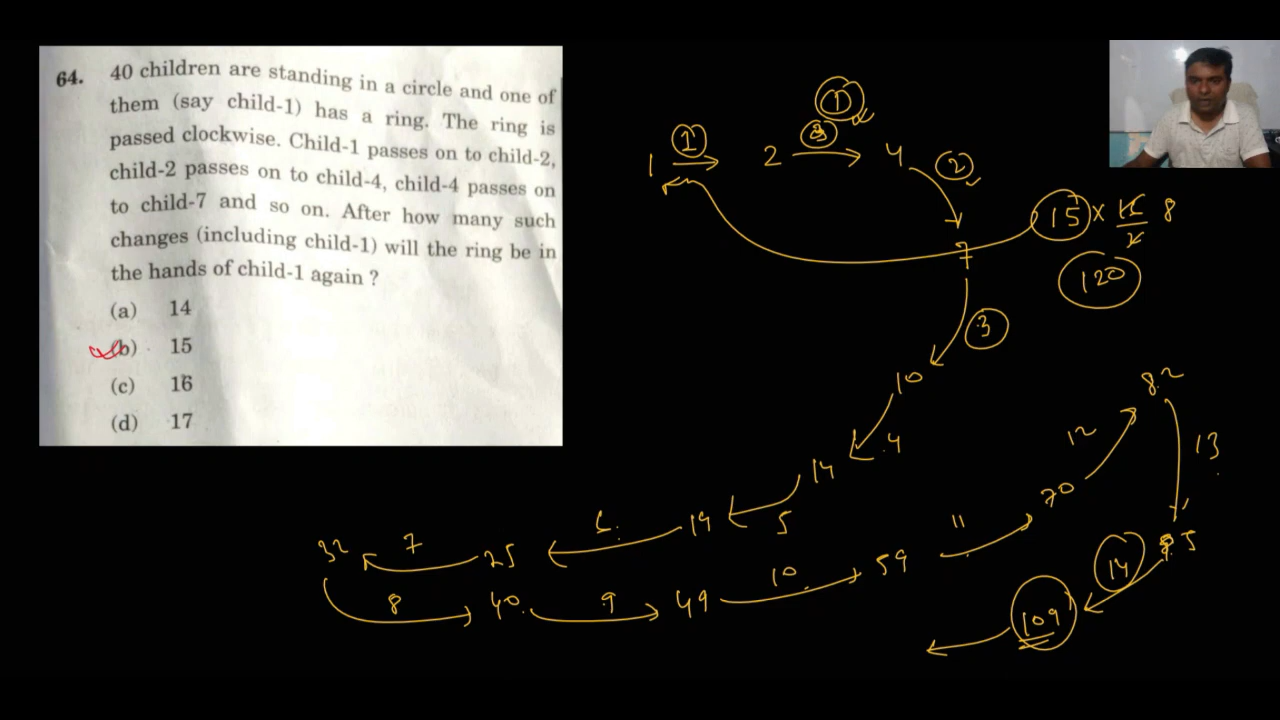 64. 40 children are standing in a circle and one of
them (say child-1) has a ring. The ring is
passed clockwise. Child-1 passes on to child-2,
child-2 passes on to child-4, child-4 passes on
to child-7 and so on. After how many such
changes (including child-1) will the ring be in
the hands of child-1 again ?
(a) 14
(b) 15
(c) 16
(d) 17
1
1 2 4 2
15 × 15/2 8
7
120
3
10
82
4
12 13
14
70
6 19 5 11
32 7 25 59 14
8 40 9 49 10
109